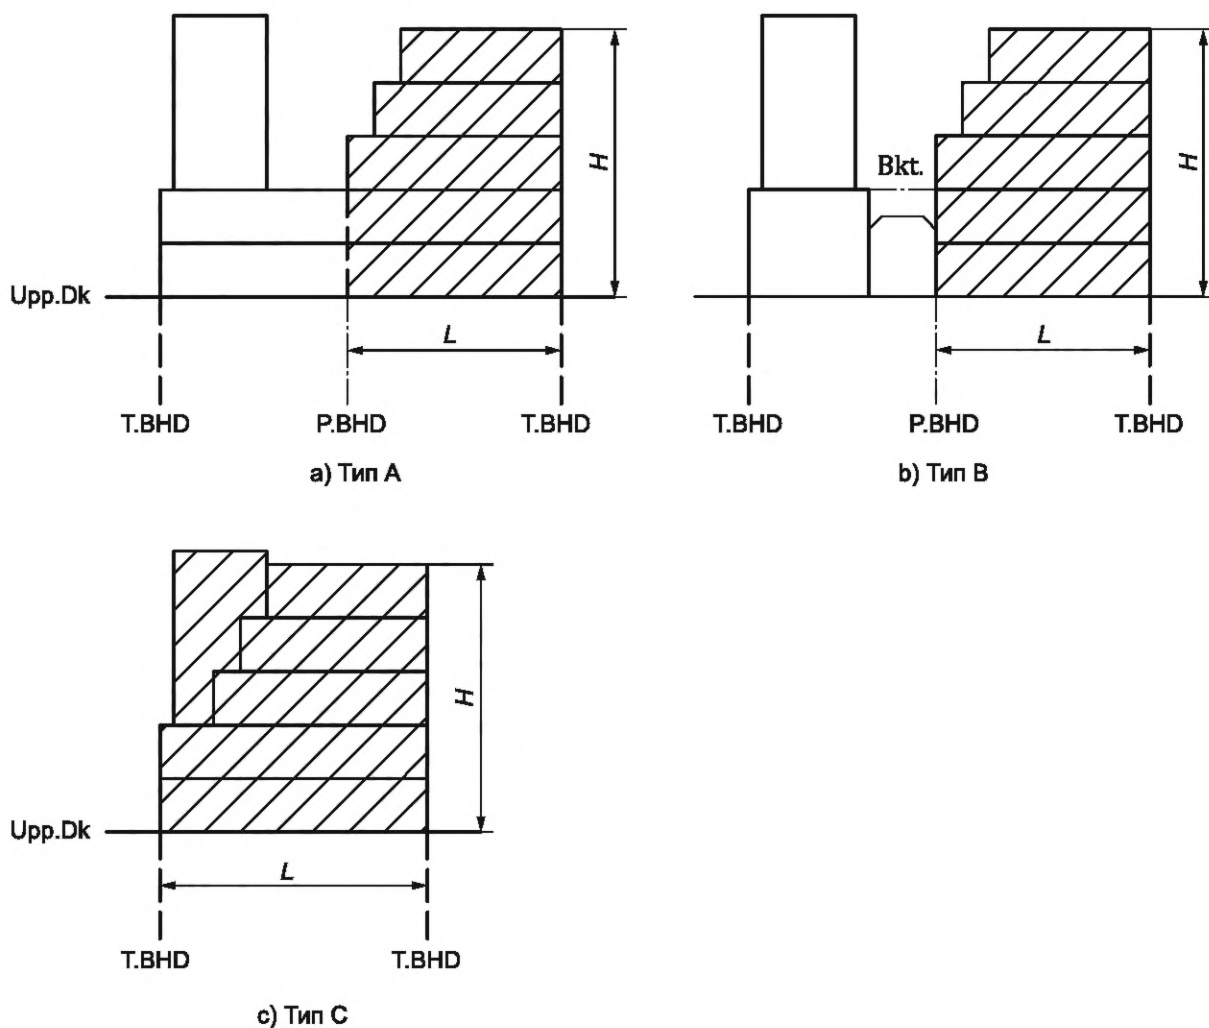 H
H
Bkt.
Upp.Dk
L
L
T.BHD P.BHD T.BHD
T.BHD P.BHD T.BHD
a) Тип А
b) Тип В
H
Upp.Dk
L
T.BHD T.BHD
c) Тип С